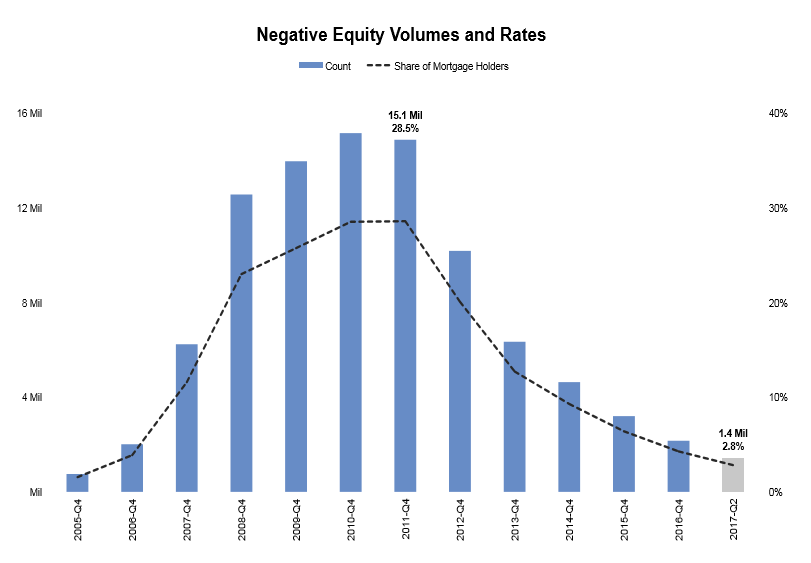 Negative Equity Volumes and Rates
Count
Share of Mortgage Holders
16 Mil
12 Mil
8 Mil
4 Mil
Mil
15.1 Mil
28.5%
1.4 Mil
2.8%
40%
30%
20%
10%
0%
2005-Q4
2006-Q4
2007-Q4
2008-Q4
2009-Q4
2010-Q4
2011-Q4
2012-Q4
2013-Q4
2014-Q4
2015-Q4
2016-Q4
2017-Q2